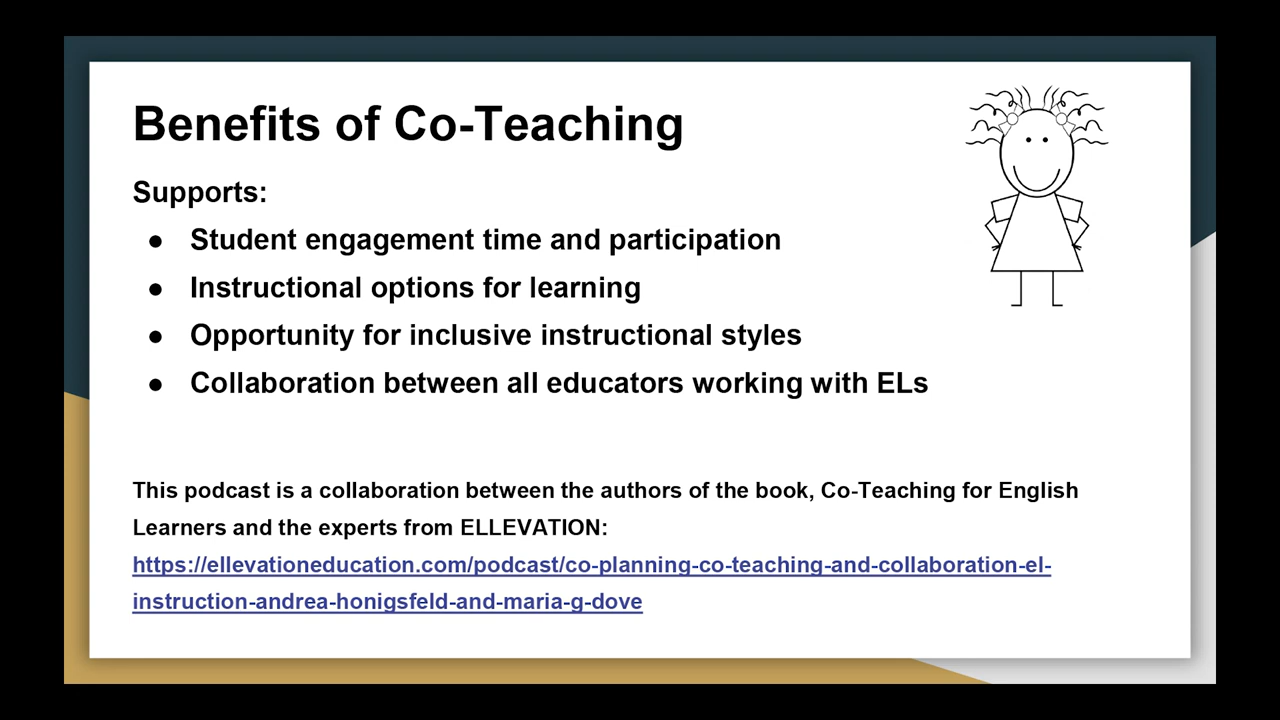 Benefits of Co-Teaching
Supports:
● Student engagement time and participation
● Instructional options for learning
● Opportunity for inclusive instructional styles
● Collaboration between all educators working with ELs
This podcast is a collaboration between the authors of the book, Co-Teaching for English
Learners and the experts from ELLEVATION:
https://ellevationeducation.com/podcast/co-planning-co-teaching-and-collaboration-el-
instruction-andrea-honigsfeld-and-maria-g-dove